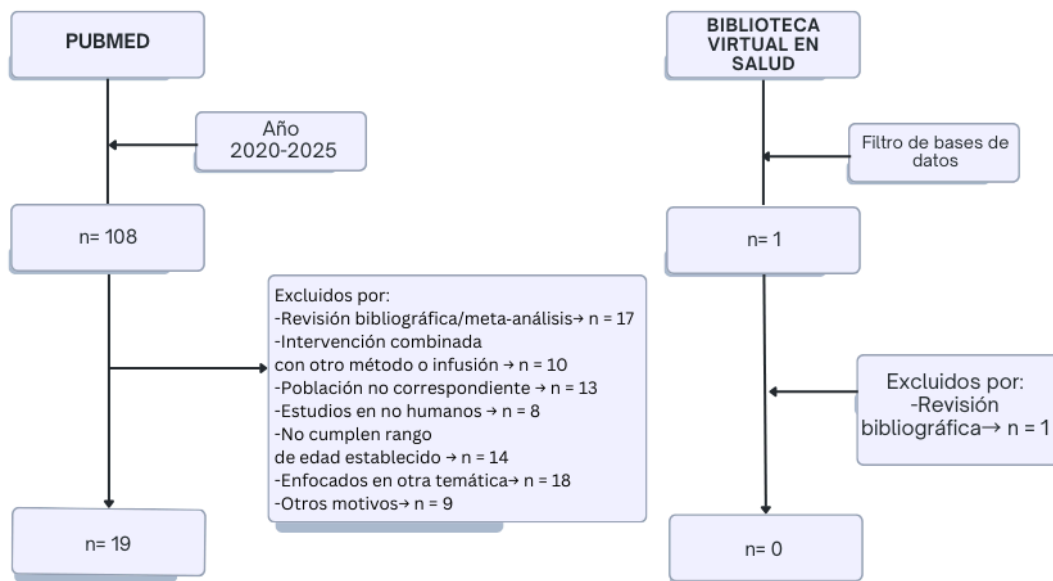 PUBMED
Año
2020-2025
n= 108
Excluidos por:
-Revisión bibliográfica/meta-análisis→ n = 17
-Intervención combinada
con otro método o infusión → n = 10
-Población no correspondiente → n = 13
-Estudios en no humanos → n = 8
-No cumplen rango
de edad establecido → n = 14
-Enfocados en otra temática→ n = 18
-Otros motivos→ n = 9
n= 19
BIBLIOTECA
VIRTUAL EN
SALUD
Filtro de bases de
datos
n= 1
Excluidos por:
-Revisión
bibliográfica→ n = 1
n= 0